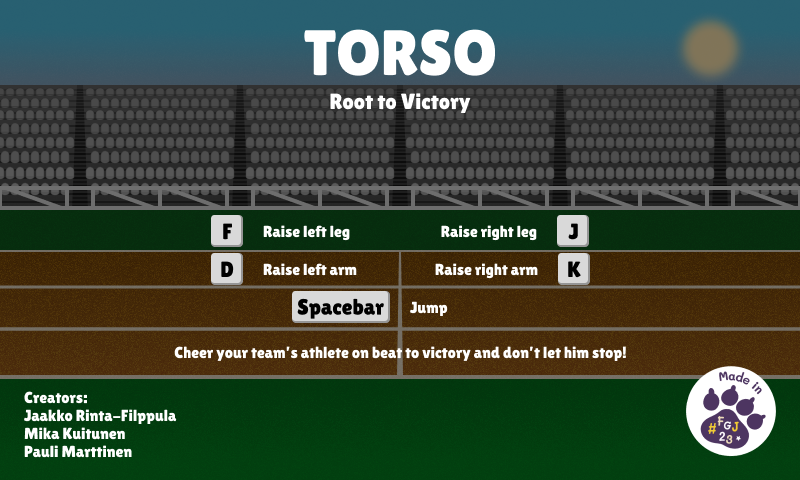 TORSO
Root to Victory
F Raise left leg Raise right leg J
D Raise left arm Raise right arm K
Spacebar Jump
Cheer your team's athlete on beat to victory and don't let him stop!
Creators:
Jaakko Rinta-Filppula
Mika Kuitunen
Pauli Marttinen
Made in
#FGJ
23